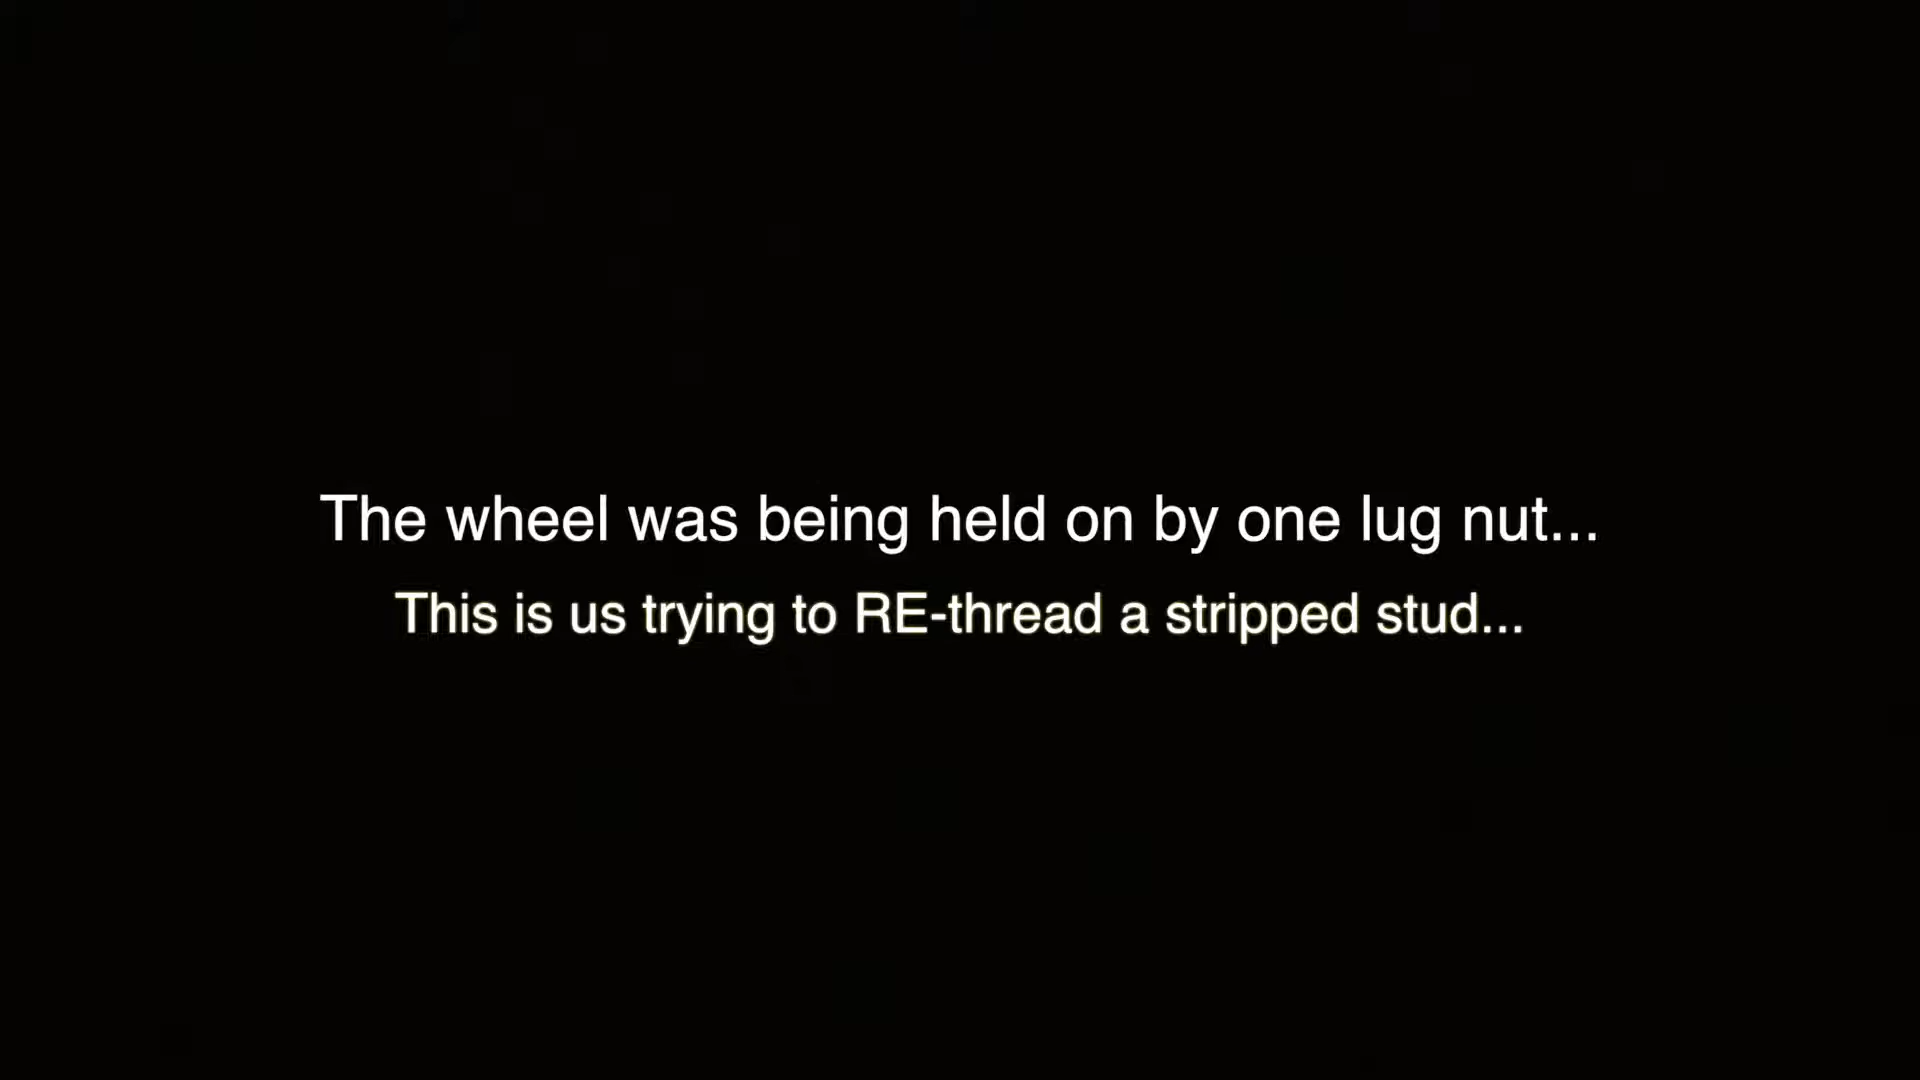 The wheel was being held on by one lug nut...
This is us trying to RE-thread a stripped stud...